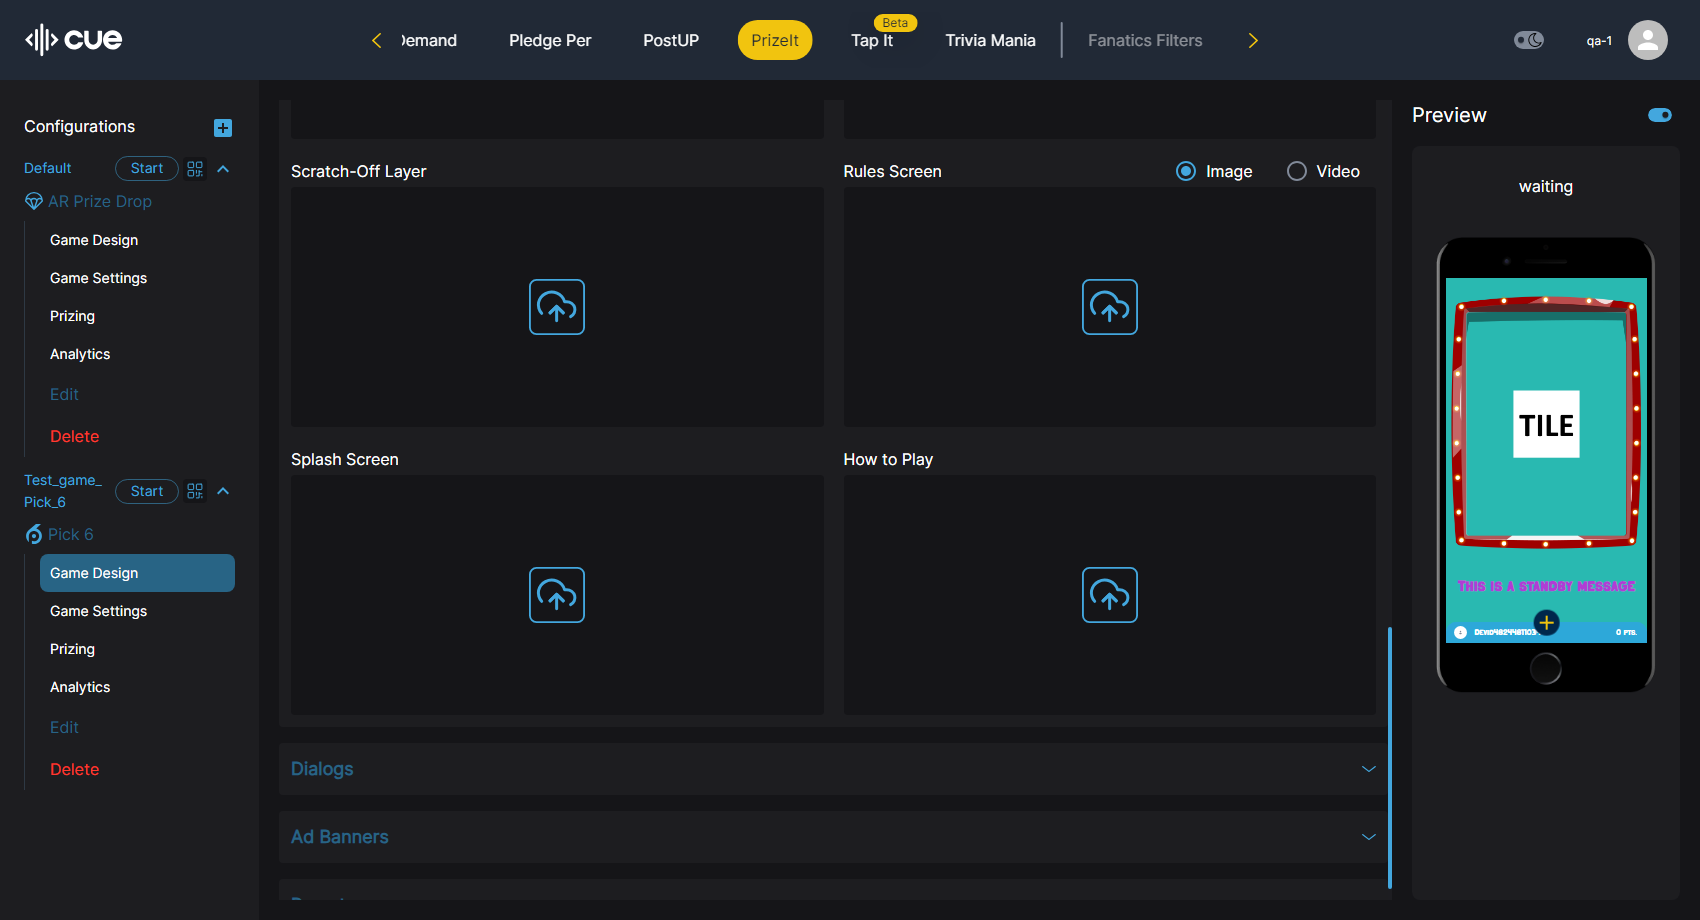 cue
Demand
Pledge Per
PostUP
PrizeIt
Beta
Tap It
Trivia Mania
Fanatics Filters
qa-1
Configurations
Default
Start
AR Prize Drop
Game Design
Game Settings
Prizing
Analytics
Edit
Delete
Test_game_
Pick_6
Start
Pick 6
Game Design
Game Settings
Prizing
Analytics
Edit
Delete
Scratch-Off Layer
Rules Screen
Image
Video
Splash Screen
How to Play
Dialogs
Ad Banners
Preview
waiting
TILE
This is a standby message
0 pts.